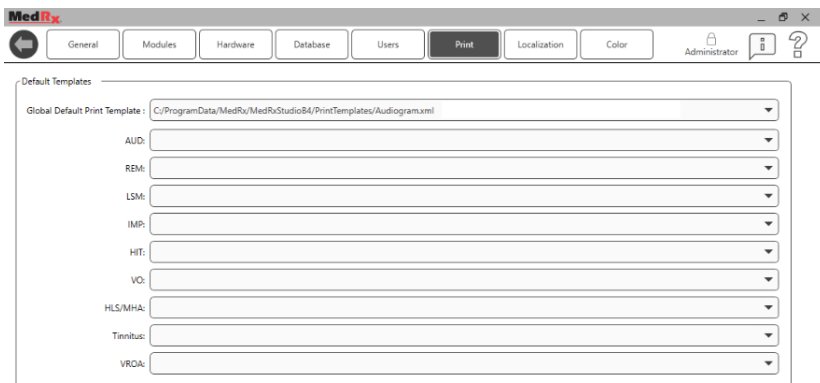 MedRx
General Modules Hardware Database Users Print Localization Color Administrator i ?
Default Templates
Global Default Print Template : C:/ProgramData/MedRx/MedRxStudio84/PrintTemplates/Audiogram.xml
AUD:
REM:
LSM:
IMP:
HIT:
VO:
HLS/MHA:
Tinnitus:
VROA: